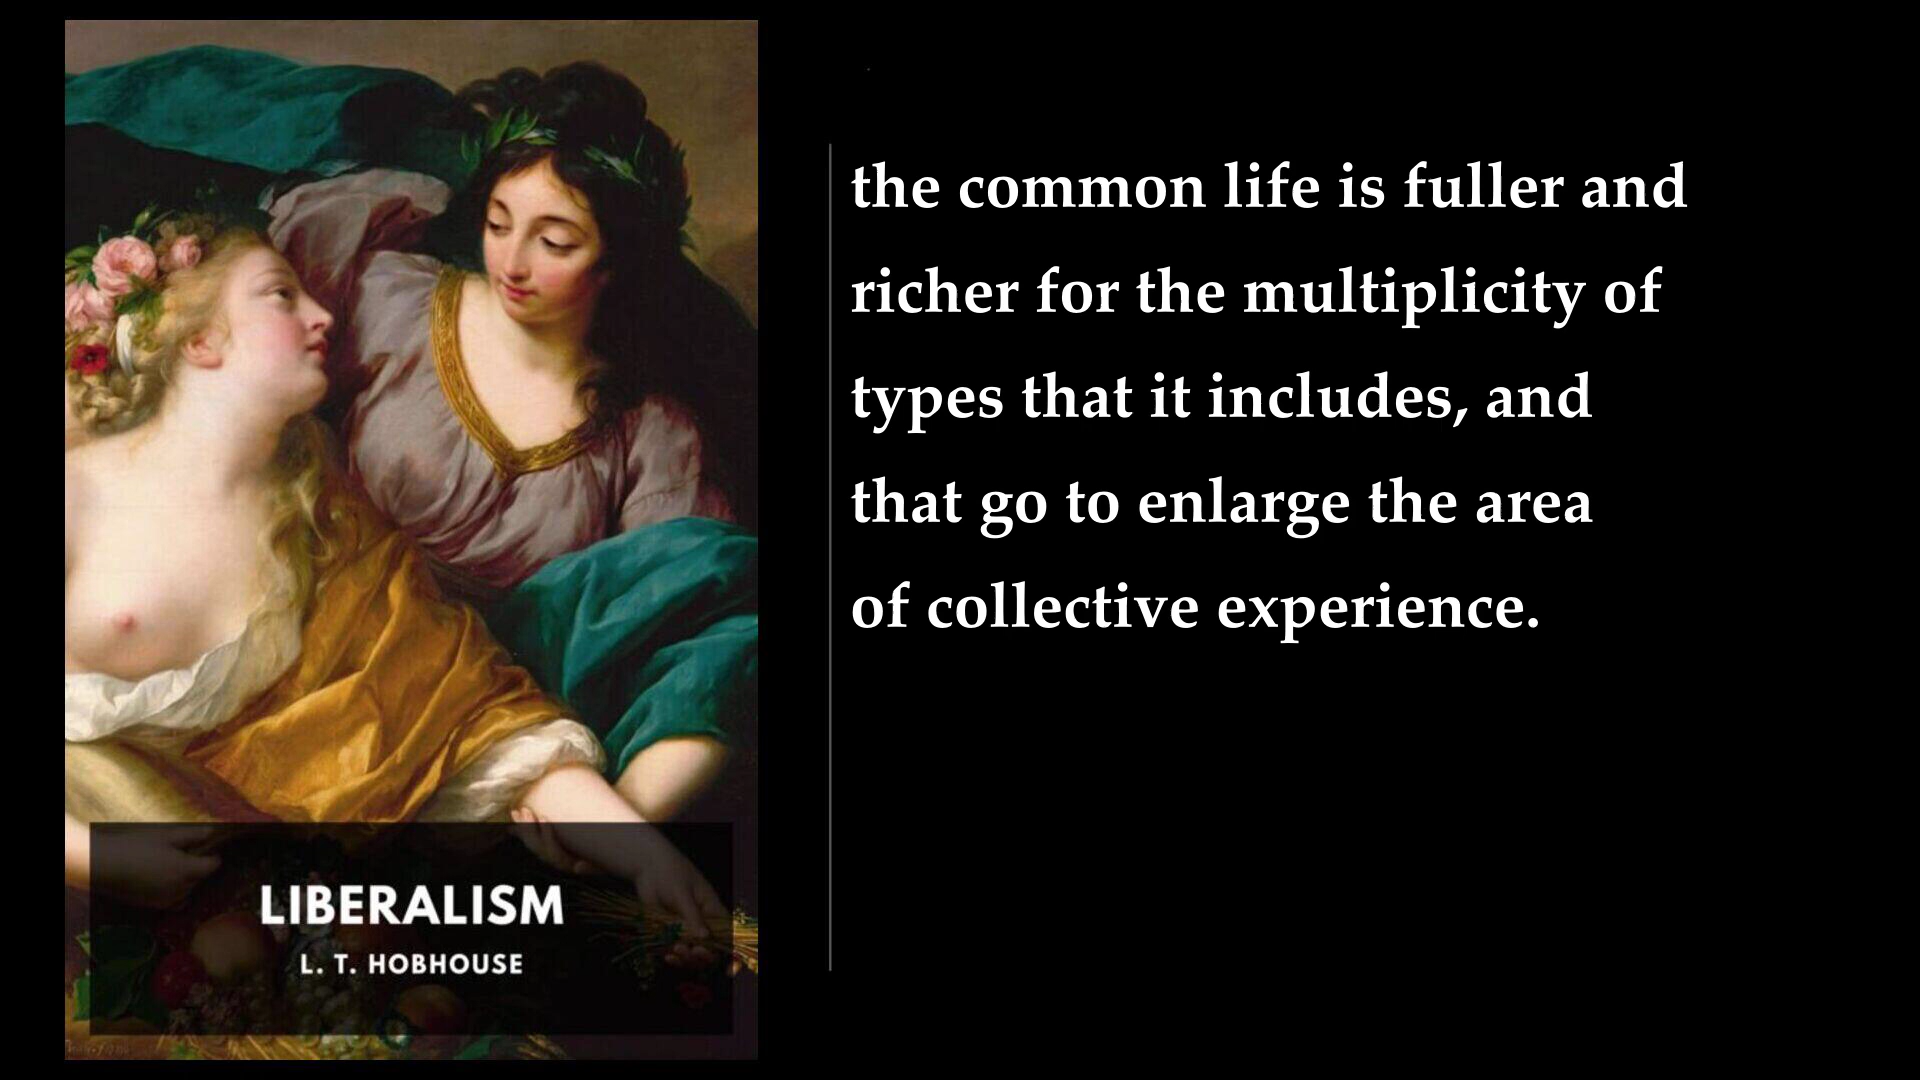 LIBERALISM
L. T. HOBHOUSE
the common life is fuller and
richer for the multiplicity of
types that it includes, and
that go to enlarge the area
of collective experience.